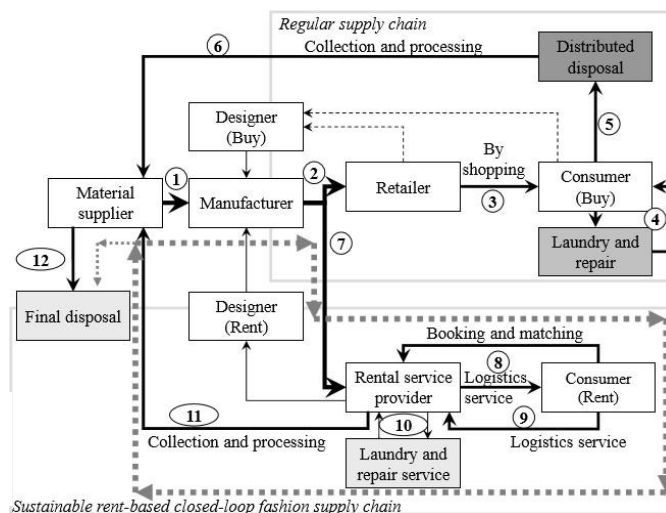 Regular supply chain
6
Collection and processing
Distributed
disposal
Designer
(Buy)
5
By
shopping
1
2
Material
supplier
Manufacturer
Retailer
3
Consumer
(Buy)
4
Laundry and
repair
7
12
Final disposal
Designer
(Rent)
Booking and matching
8
Rental service
provider
Logistics
service
Consumer
(Rent)
9
11
10
Collection and processing
Logistics service
Laundry and
repair service
Sustainable rent-based closed-loop fashion supply chain